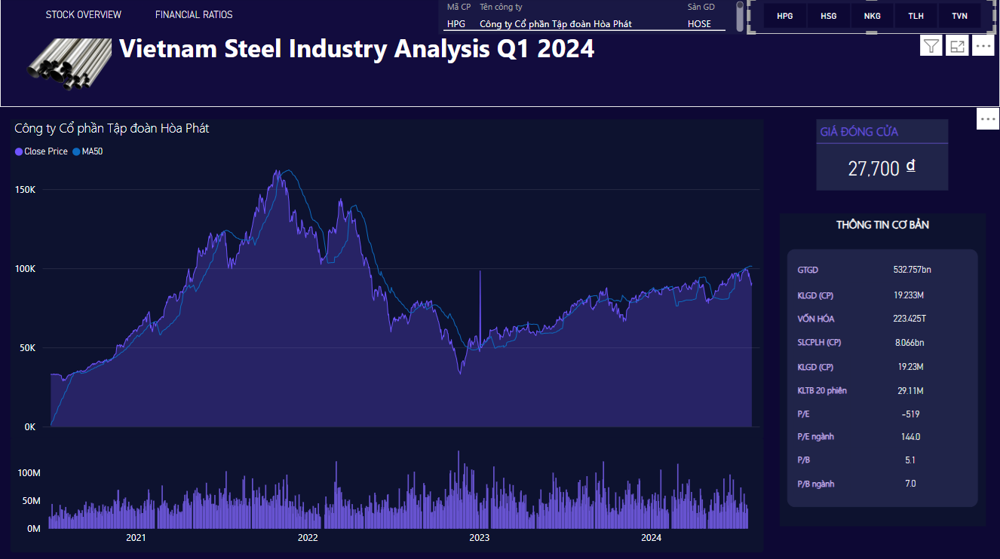 STOCK OVERVIEW FINANCIAL RATIOS
Mã CP Tên công ty Sàn GD
HPG Công ty Cổ phần Tập đoàn Hòa Phát HOSE
HPG HSG NKG TLH TVN
Vietnam Steel Industry Analysis Q1 2024
Công ty Cổ phần Tập đoàn Hòa Phát
Close Price MA50
150K
100K
50K
0K
100M
50M
0M
2021 2022 2023 2024
GIÁ ĐÓNG CỬA
27,700 ₫
THÔNG TIN CƠ BẢN
GTGD 532.757bn
KLGD (CP) 19.233M
VỐN HÓA 223.425T
SLCPLH (CP) 8.066bn
KLGD (CP) 19.23M
KLTB 20 phiên 29.11M
P/E -519
P/E ngành 144.0
P/B 5.1
P/B ngành 7.0